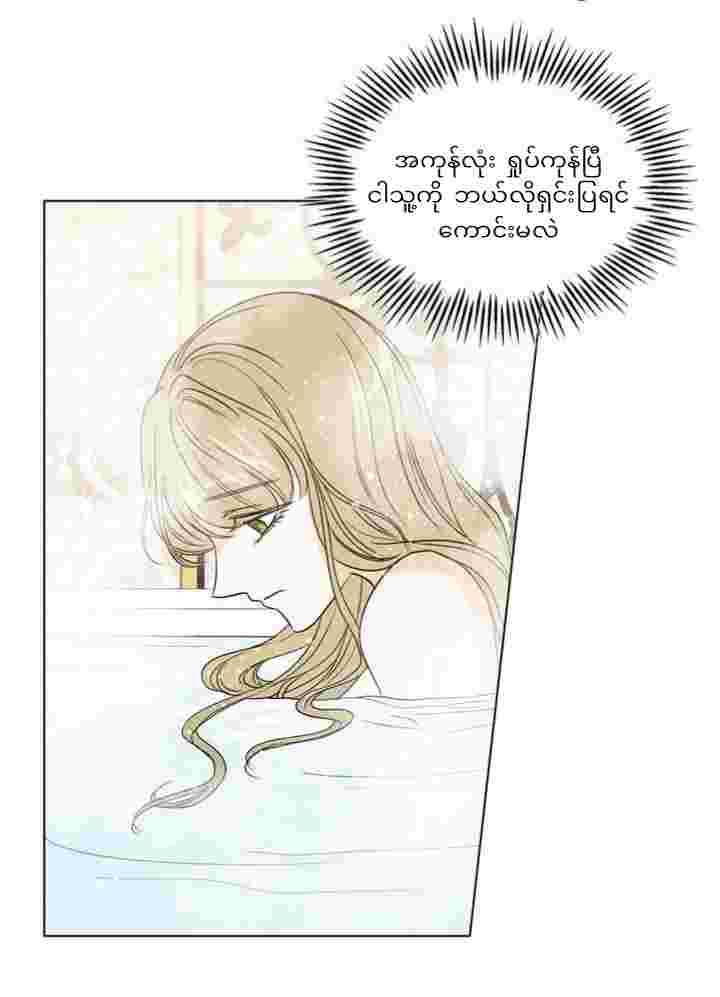 အကုန်လုံး ရှုပ်ကုန်ပြီ
ငါသူ့ကို ဘယ်လိုရှင်းပြရင်
ကောင်းမလဲ